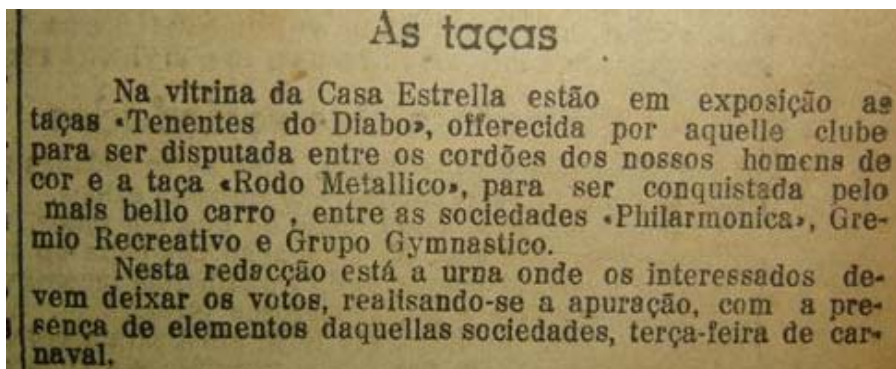 As taças
Na vitrina da Casa Estrella estão em exposição as
taças «Tenentes do Diabo», offerecida por aquelle clube
para ser disputada entre os cordões dos nossos homens de
cor e a taça «Rodo Metallico», para ser conquistada pelo
mais bello carro , entre as sociedades «Philarmonica», Gre-
mio Recreativo e Grupo Gymnastico.
Nesta redacção está a urna onde os interessados de-
vem deixar os votos, realisando-se a apuração, com a pre-
sença de elementos daquellas sociedades, terça-feira de car-
naval.